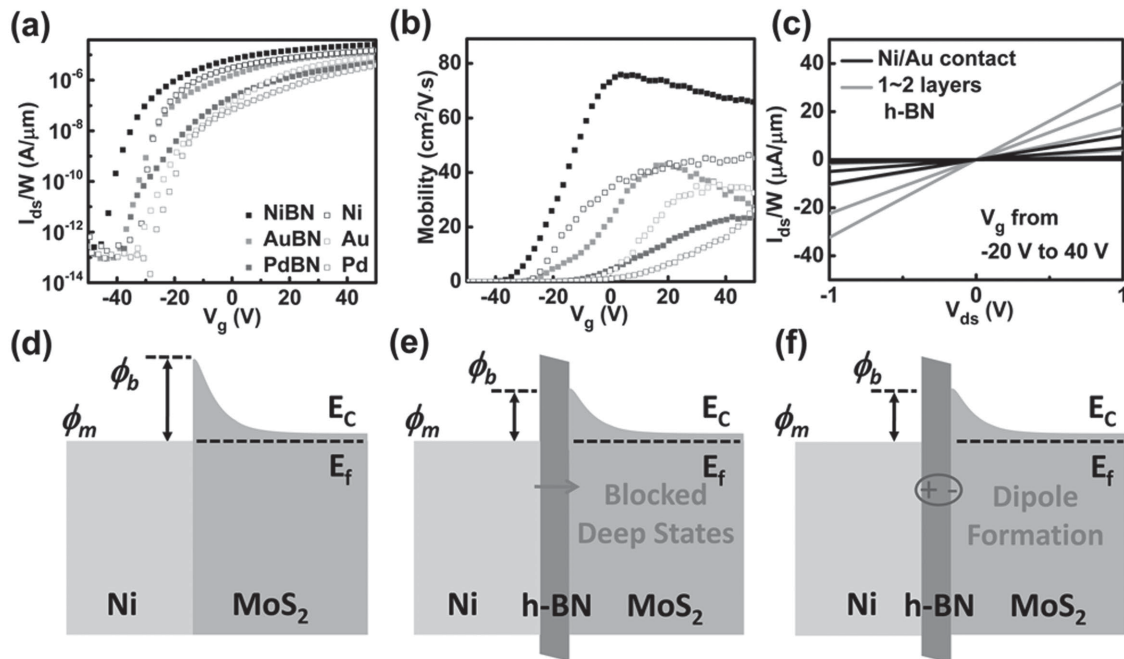 (a)
I_ds/W (A/μm)
10^-6
10^-8
10^-10
10^-12
10^-14
NiBN Ni
AuBN Au
PdBN Pd
-40 -20 0 20 40
V_g (V)
(b)
Mobility (cm^2/V·s)
80
60
40
20
0
-40 -20 0 20 40
V_g (V)
(c)
I_ds/W (μA/μm)
40
20
0
-20
-40
Ni/Au contact
1~2 layers
h-BN
V_g from
-20 V to 40 V
-1 0 1
V_ds (V)
(d)
ϕ_b
ϕ_m
E_C
E_f
Ni MoS_2
(e)
ϕ_b
ϕ_m
E_C
E_f
Blocked
Deep States
Ni h-BN MoS_2
(f)
ϕ_b
ϕ_m
E_C
E_f
+ -
Dipole
Formation
Ni h-BN MoS_2